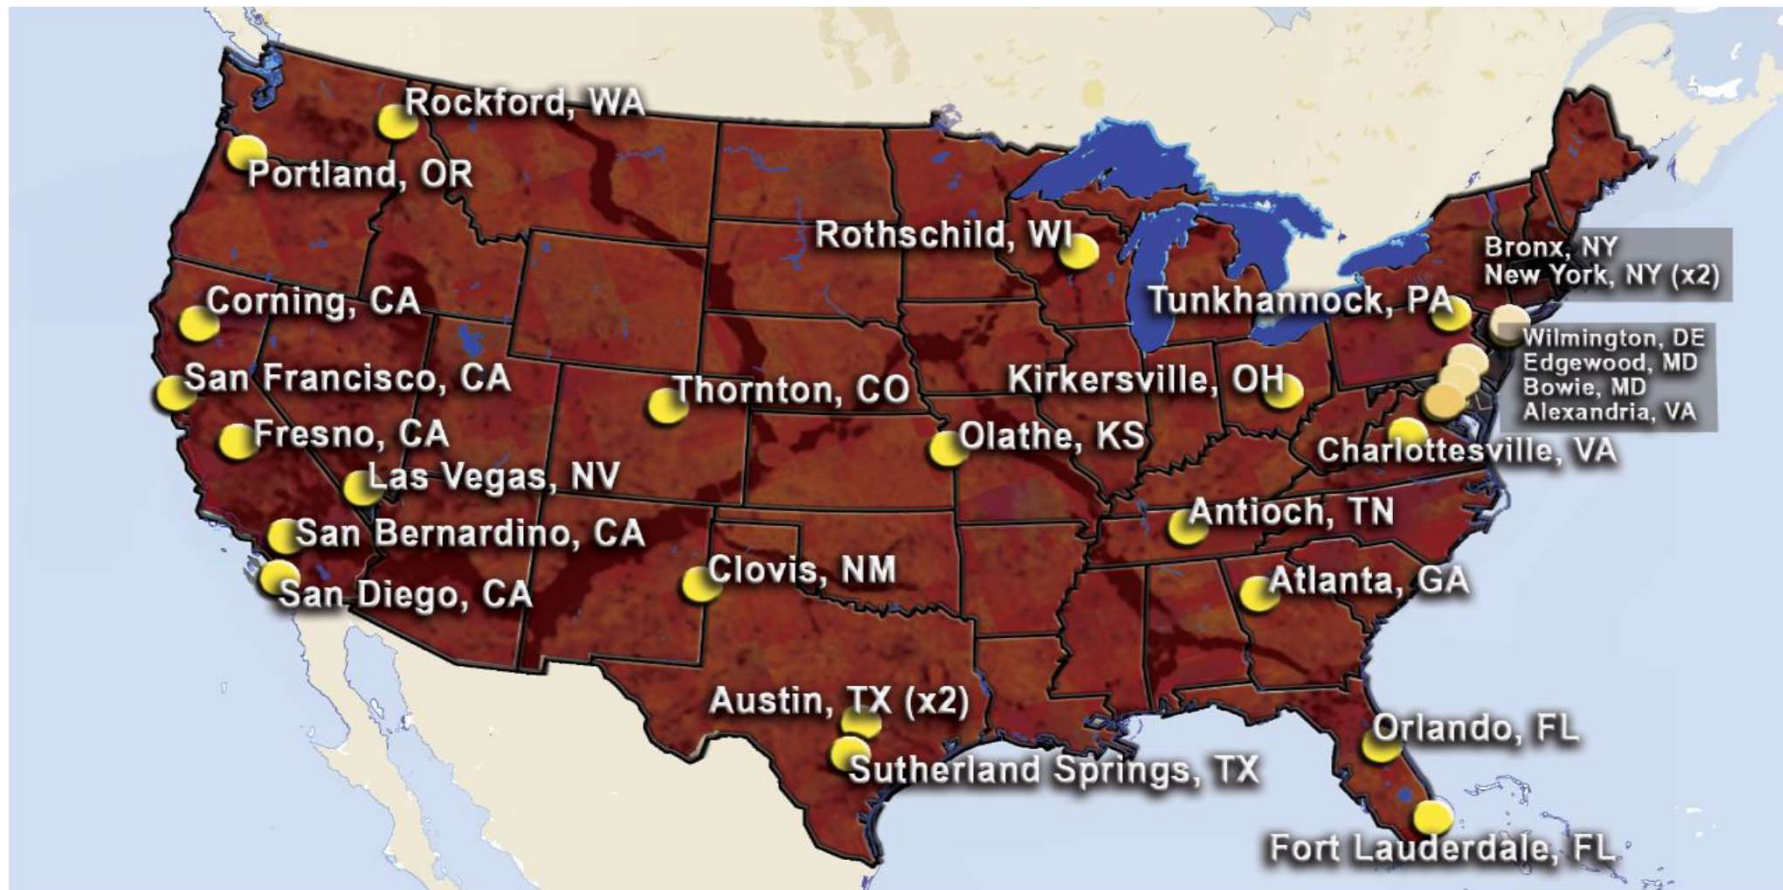 Rockford, WA
Portland, OR
Rothschild, WI
Bronx, NY
New York, NY (x2)
Corning, CA
Tunkhannock, PA
Wilmington, DE
Edgewood, MD
Bowie, MD
Alexandria, VA
San Francisco, CA
Thornton, CO
Kirkersville, OH
Fresno, CA
Olathe, KS
Charlottesville, VA
Las Vegas, NV
San Bernardino, CA
Antioch, TN
Clovis, NM
Atlanta, GA
San Diego, CA
Austin, TX (x2)
Orlando, FL
Sutherland Springs, TX
Fort Lauderdale, FL